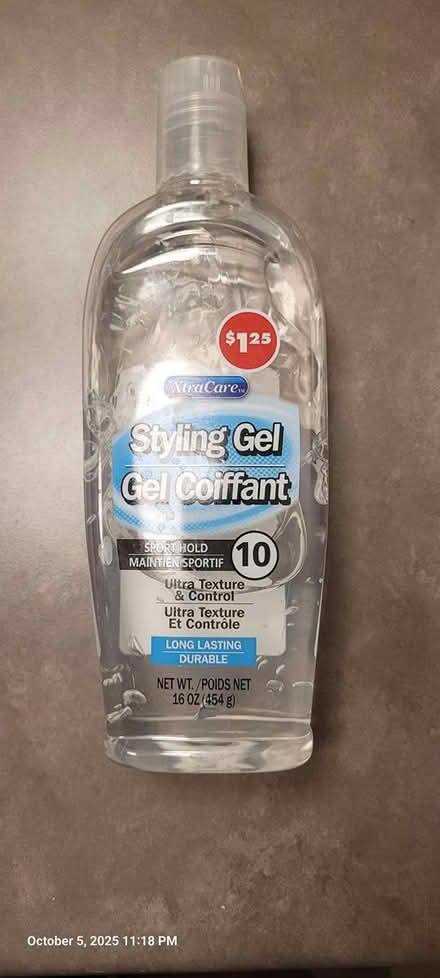 $1.25
XtraCare™
Styling Gel
Gel Coiffant
SPORT HOLD
MAINTIEN SPORTIF
10
Ultra Texture
& Control
Ultra Texture
Et Contrôle
LONG LASTING
DURABLE
NET WT. /POIDS NET
16 OZ (454 g)
October 5, 2025 11:18 PM